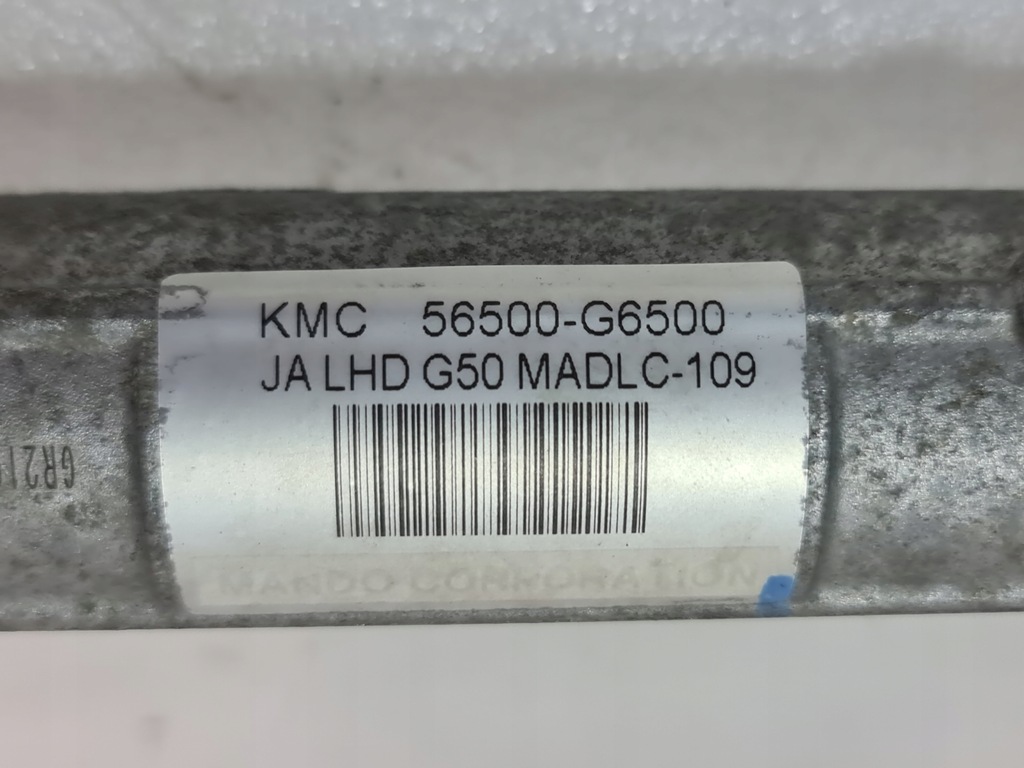 KMC 56500-G6500
JA LHD G50 MADLC-109
MANDO CORPORATION